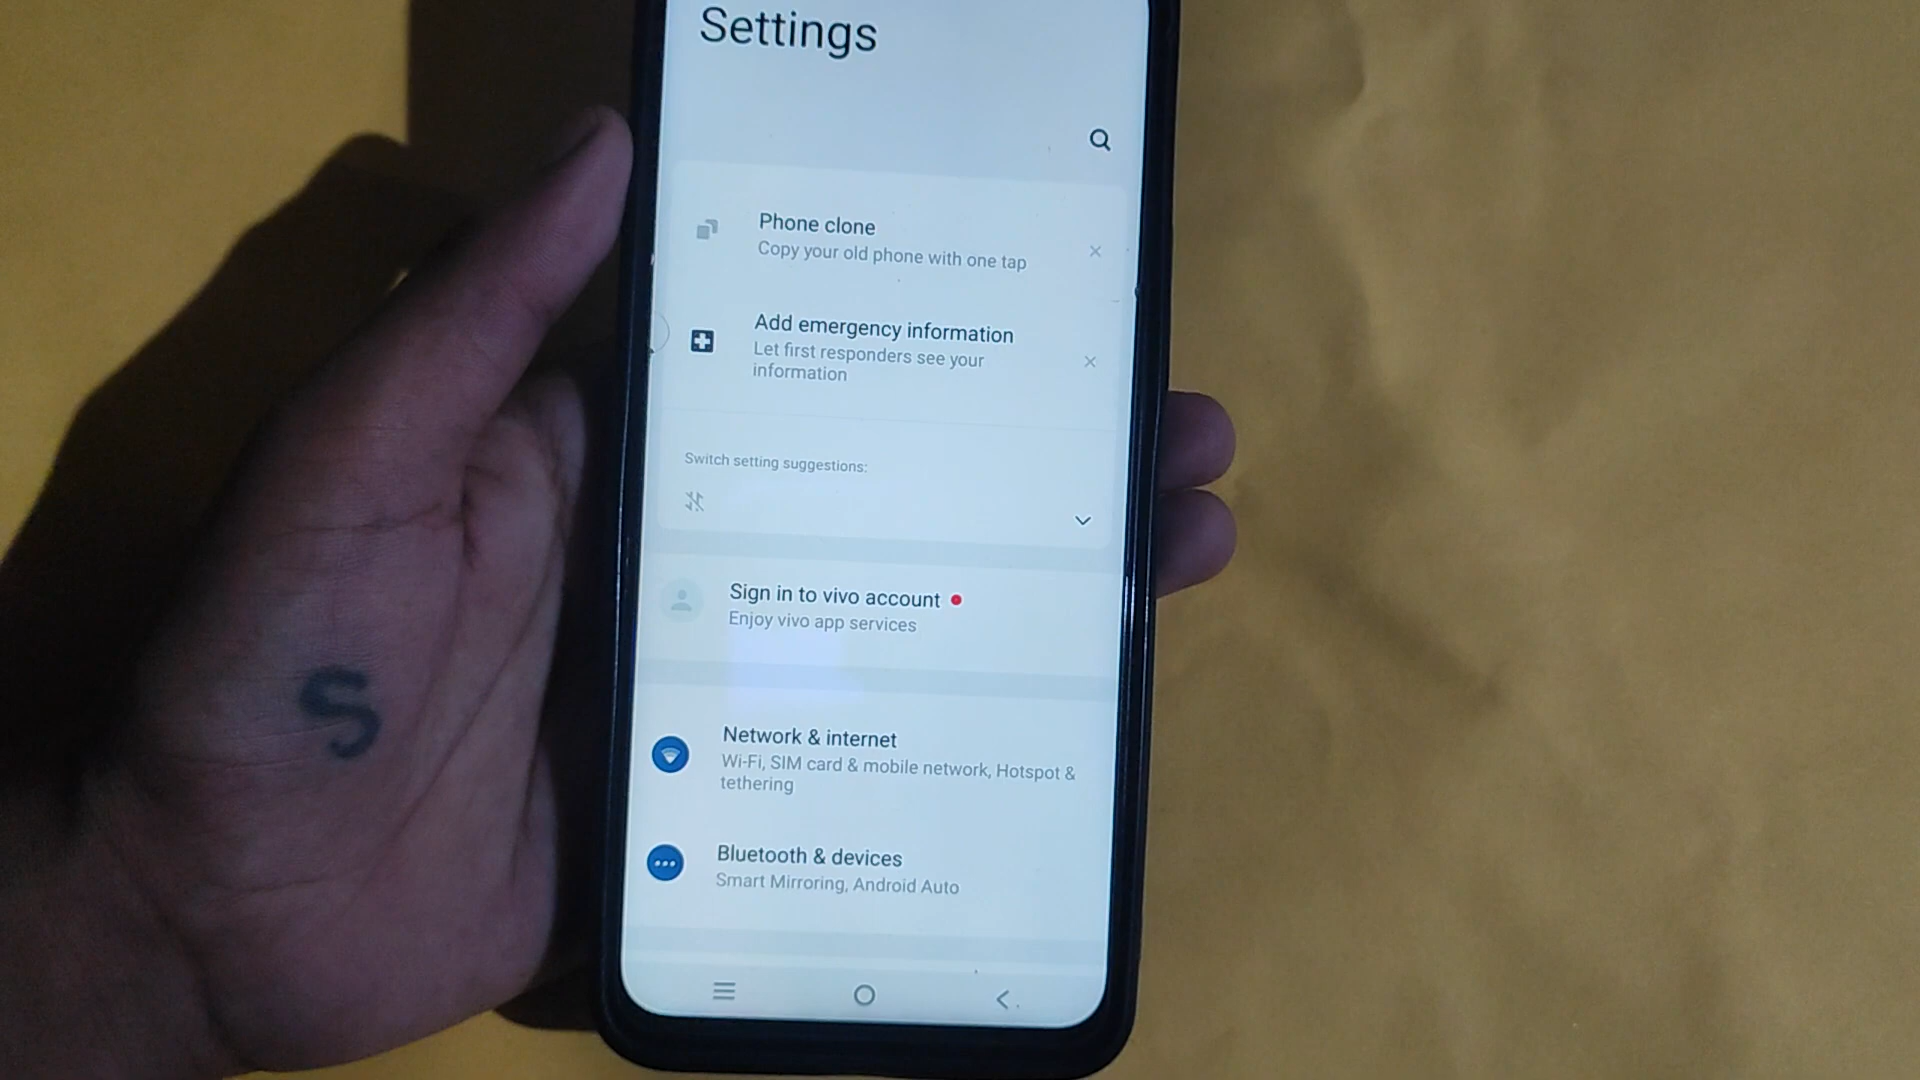 Settings
Phone clone
Copy your old phone with one tap
Add emergency information
Let first responders see your
information
Switch setting suggestions:
Sign in to vivo account
Enjoy vivo app services
Network & internet
Wi-Fi, SIM card & mobile network, Hotspot &
tethering
Bluetooth & devices
Smart Mirroring, Android Auto
S